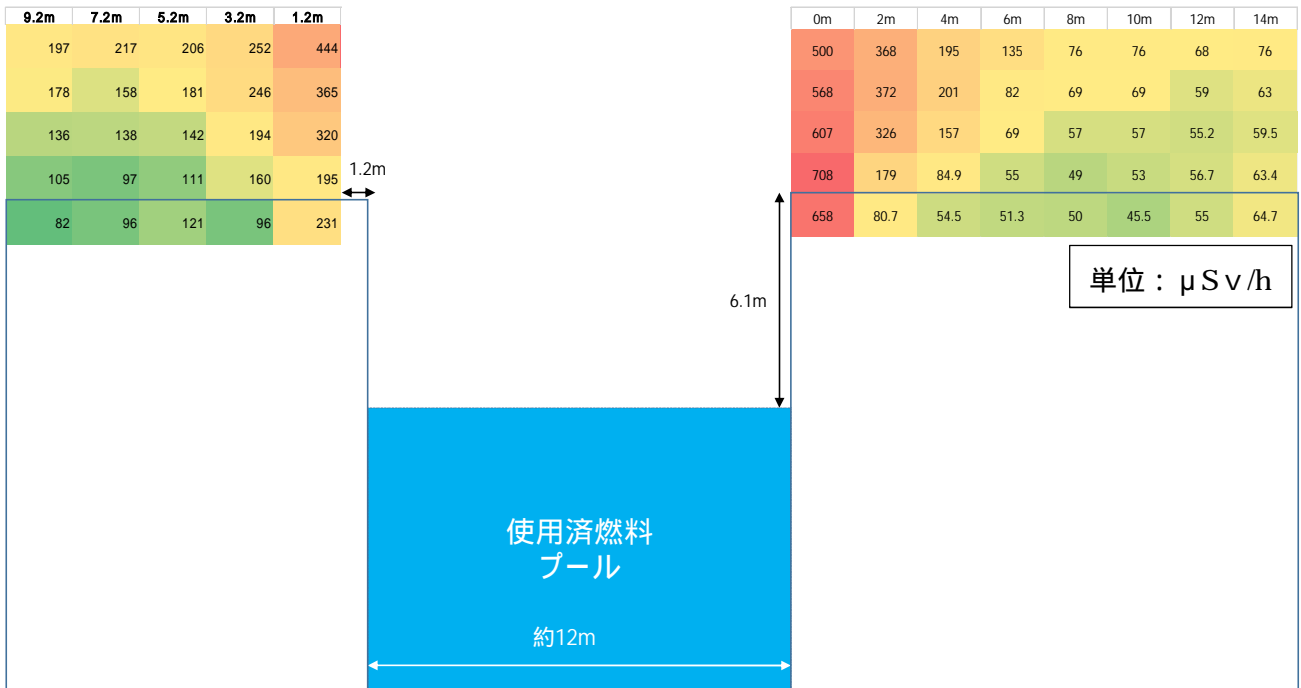 9.2m 7.2m 5.2m 3.2m 1.2m
197 217 206 252 444
178 158 181 246 365
136 138 142 194 320
105 97 111 160 195
82 96 121 96 231
1.2m
0m 2m 4m 6m 8m 10m 12m 14m
500 368 195 135 76 76 68 76
568 372 201 82 69 69 59 63
607 326 157 69 57 57 55.2 59.5
708 179 84.9 55 49 53 56.7 63.4
658 80.7 54.5 51.3 50 45.5 55 64.7
単位：μＳｖ/h
6.1m
使用済燃料
プール
約12m